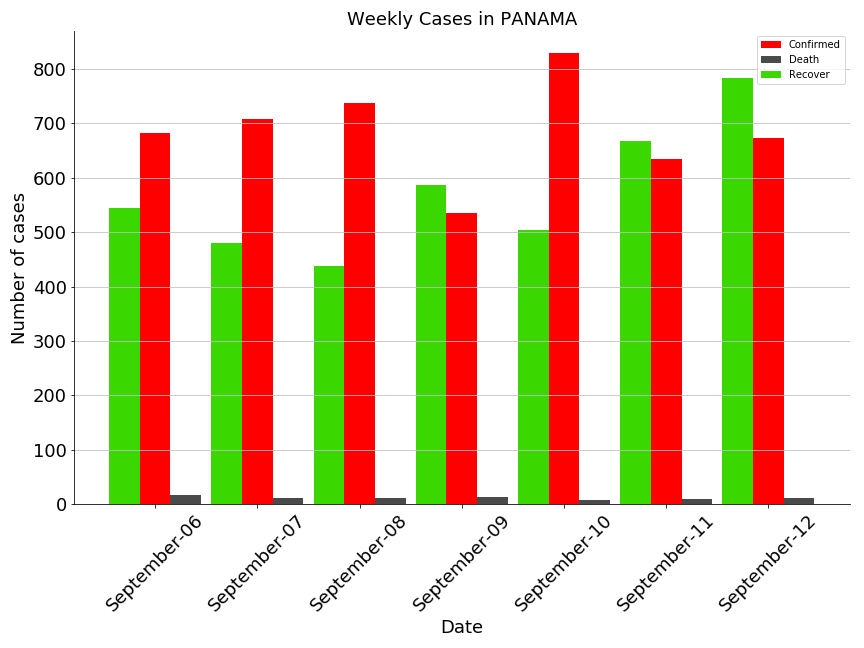 Weekly Cases in PANAMA
Confirmed
Death
Recover
Number of cases
800
700
600
500
400
300
200
100
0
September-06
September-07
September-08
September-09
September-10
September-11
September-12
Date